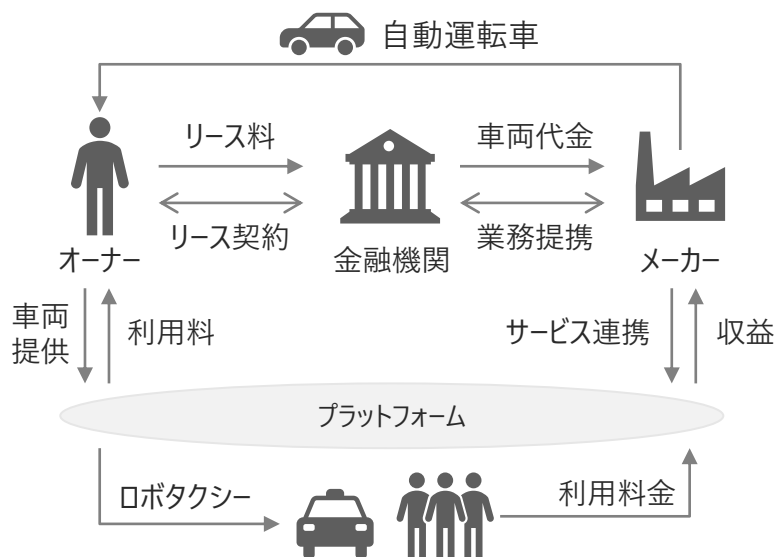 自動運転車
リース料
車両代金
リース契約
業務提携
オーナー
金融機関
メーカー
車両
提供
利用料
サービス連携
収益
プラットフォーム
ロボタクシー
利用料金